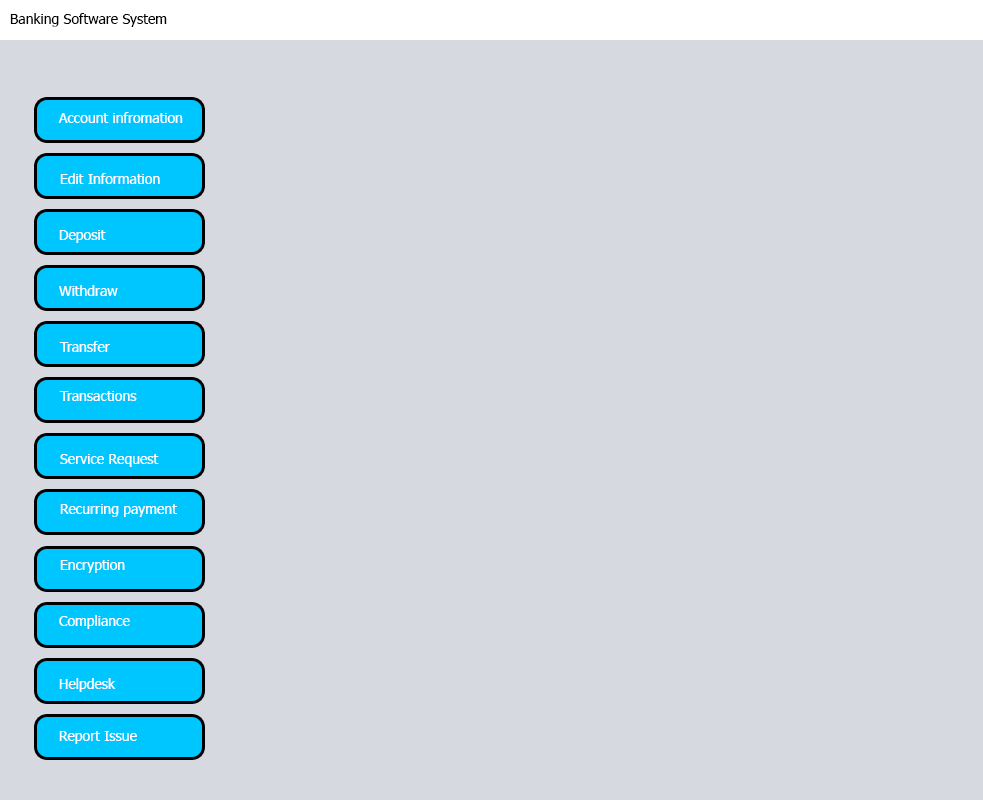 Banking Software System
Account infromation
Edit Information
Deposit
Withdraw
Transfer
Transactions
Service Request
Recurring payment
Encryption
Compliance
Helpdesk
Report Issue